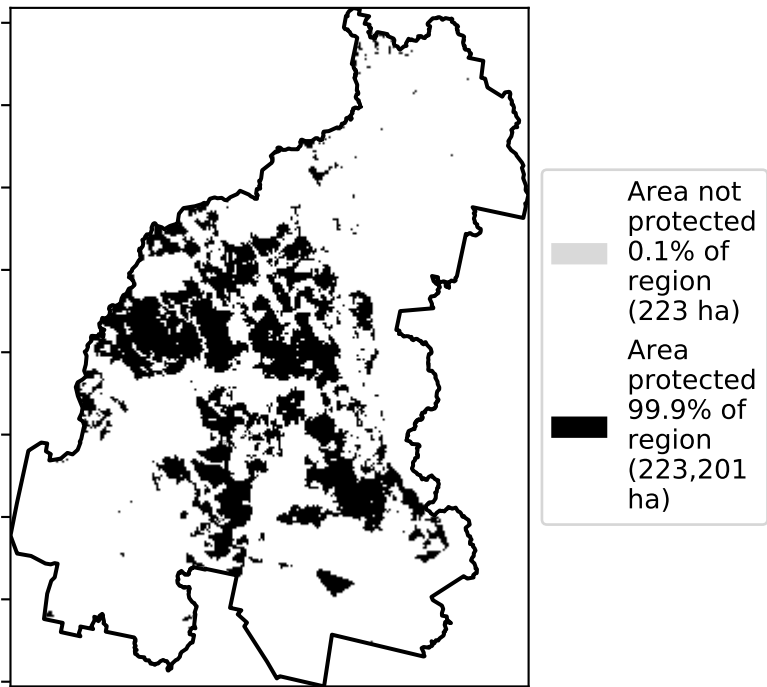 Area not
protected
0.1% of
region
(223 ha)
Area
protected
99.9% of
region
(223,201
ha)